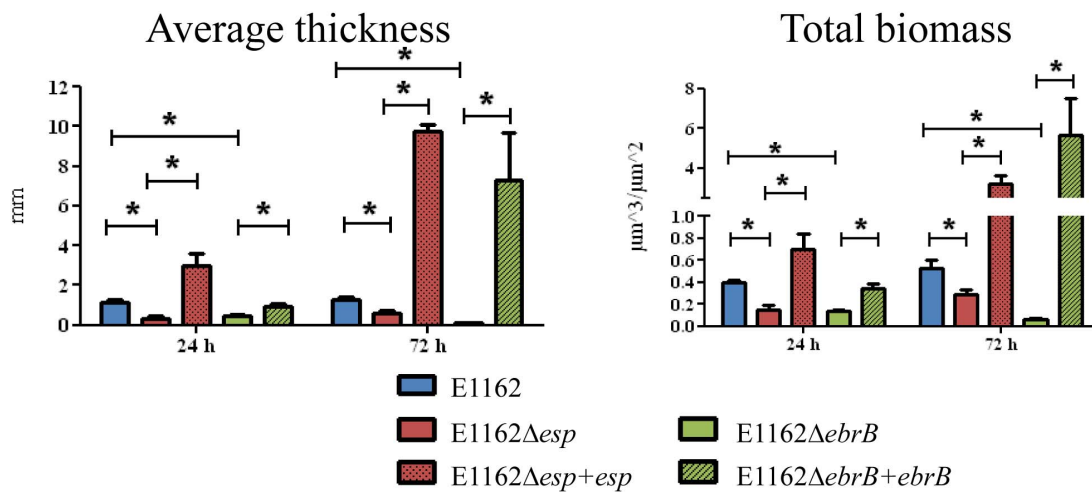 Average thickness
Total biomass
mm
12
10
8
6
4
2
0
* * * * * * * *
24 h
72 h
µm^3/µm^2
8
6
4
2
1.0
0.8
0.6
0.4
0.2
0.0
* * * * * * * *
24 h
72 h
E1162
E1162Δesp
E1162ΔebrB
E1162Δesp+esp
E1162ΔebrB+ebrB